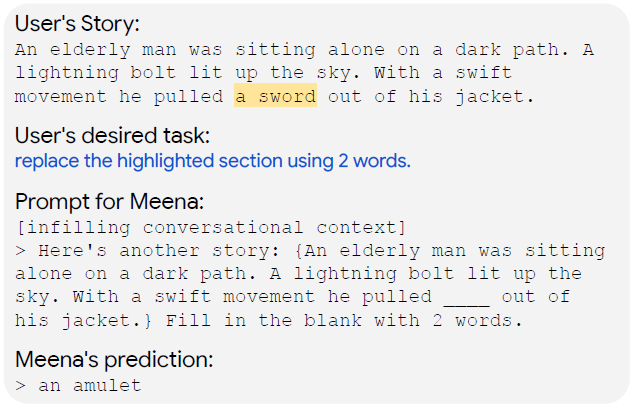 User's Story:
An elderly man was sitting alone on a dark path. A
lightning bolt lit up the sky. With a swift
movement he pulled a sword out of his jacket.
User's desired task:
replace the highlighted section using 2 words.
Prompt for Meena:
[infilling conversational context]
> Here's another story: {An elderly man was sitting
alone on a dark path. A lightning bolt lit up the
sky. With a swift movement he pulled ____ out of
his jacket.} Fill in the blank with 2 words.
Meena's prediction:
> an amulet